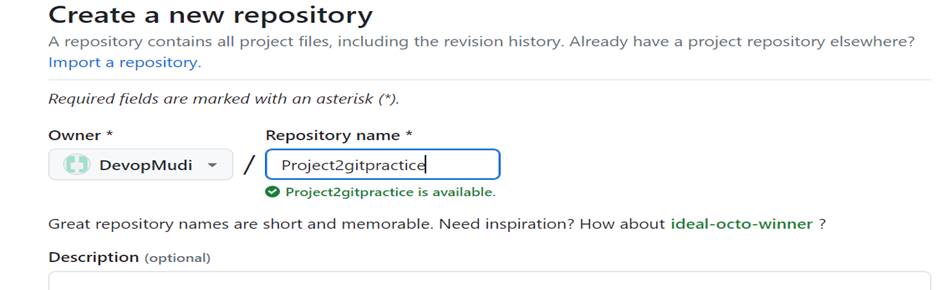 Create a new repository
A repository contains all project files, including the revision history. Already have a project repository elsewhere?
Import a repository.
Required fields are marked with an asterisk (*).
Owner * Repository name *
DevopMudi / Project2gitpractice
Project2gitpractice is available.
Great repository names are short and memorable. Need inspiration? How about ideal-octo-winner ?
Description (optional)